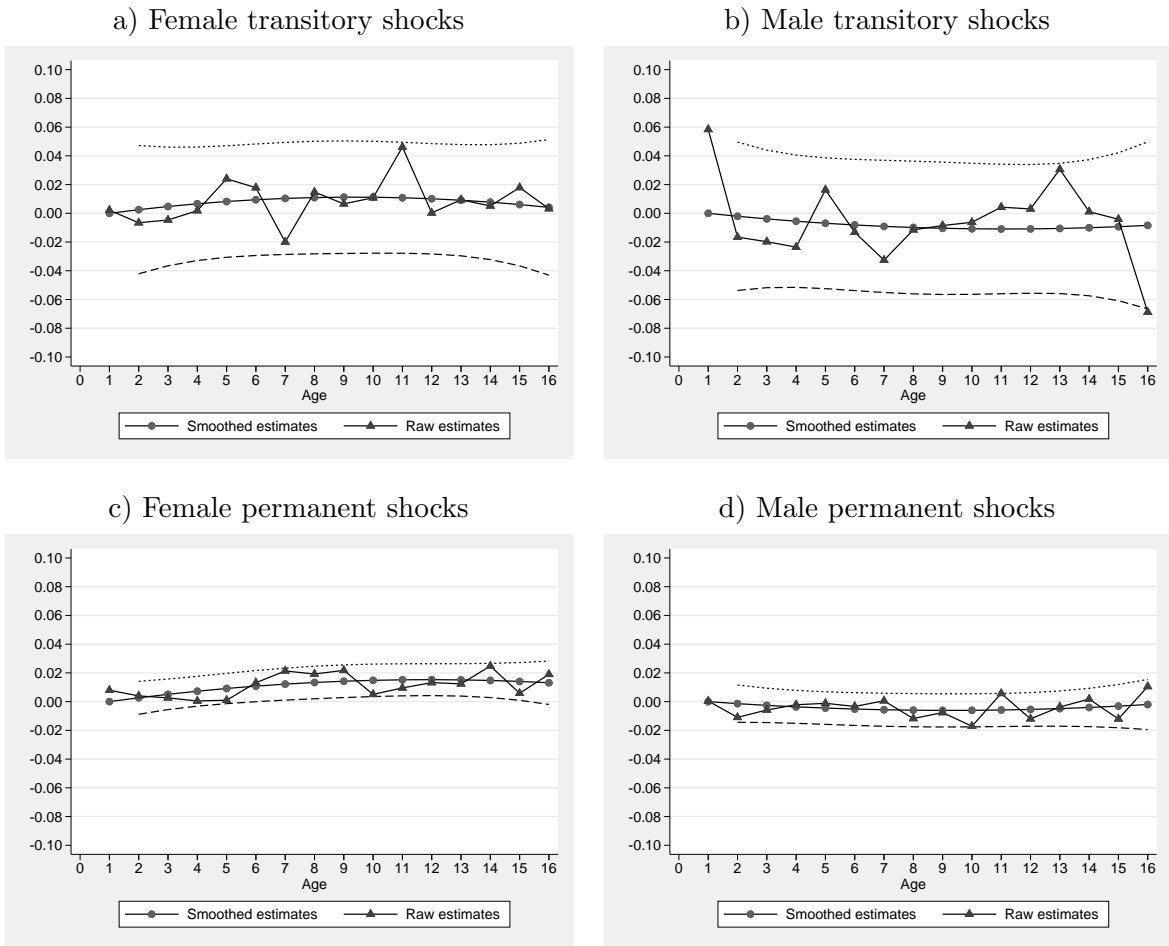 a) Female transitory shocks
0.10
0.08
0.06
0.04
0.02
0.00
-0.02
-0.04
-0.06
-0.08
-0.10
0 1 2 3 4 5 6 7 8 9 10 11 12 13 14 15 16
Age
Smoothed estimates Raw estimates
b) Male transitory shocks
0.10
0.08
0.06
0.04
0.02
0.00
-0.02
-0.04
-0.06
-0.08
-0.10
0 1 2 3 4 5 6 7 8 9 10 11 12 13 14 15 16
Age
Smoothed estimates Raw estimates
c) Female permanent shocks
0.10
0.08
0.06
0.04
0.02
0.00
-0.02
-0.04
-0.06
-0.08
-0.10
0 1 2 3 4 5 6 7 8 9 10 11 12 13 14 15 16
Age
Smoothed estimates Raw estimates
d) Male permanent shocks
0.10
0.08
0.06
0.04
0.02
0.00
-0.02
-0.04
-0.06
-0.08
-0.10
0 1 2 3 4 5 6 7 8 9 10 11 12 13 14 15 16
Age
Smoothed estimates Raw estimates